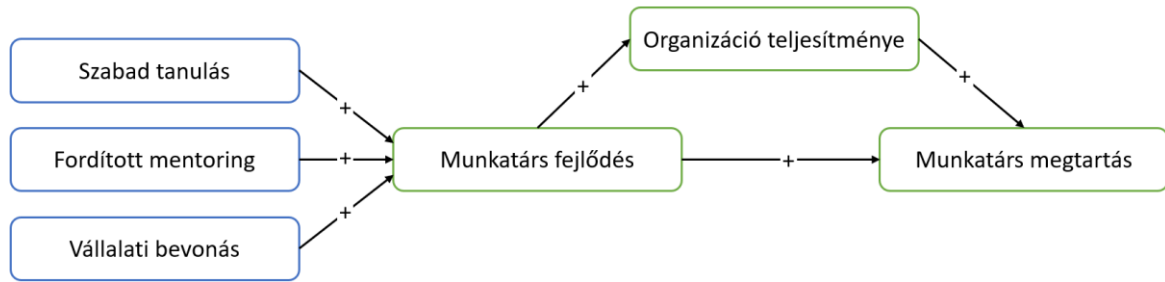 Organizáció teljesítménye
Szabad tanulás
+
+
+
Fordított mentoring
+
Munkatárs fejlődés
+
Munkatárs megtartás
+
Vállalati bevonás